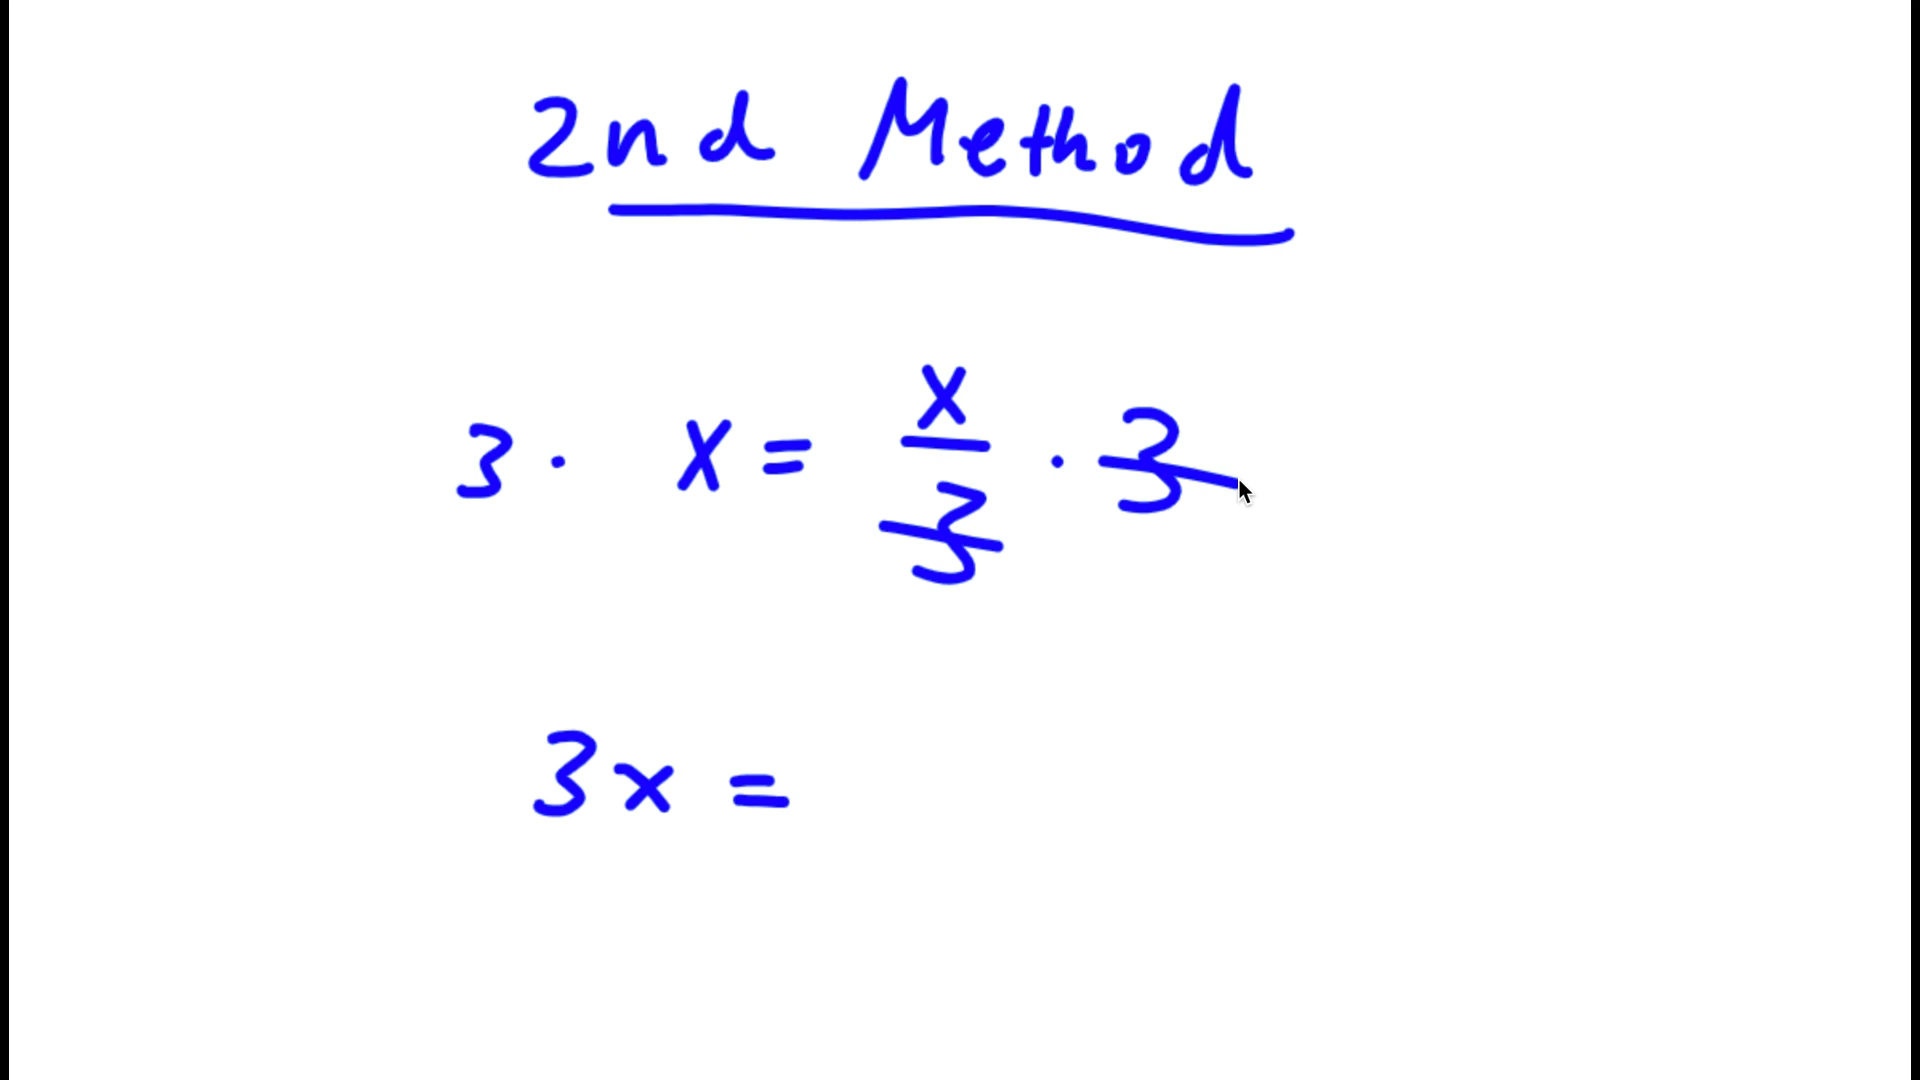 2nd Method
3 · x = x/3 · 3
3x =